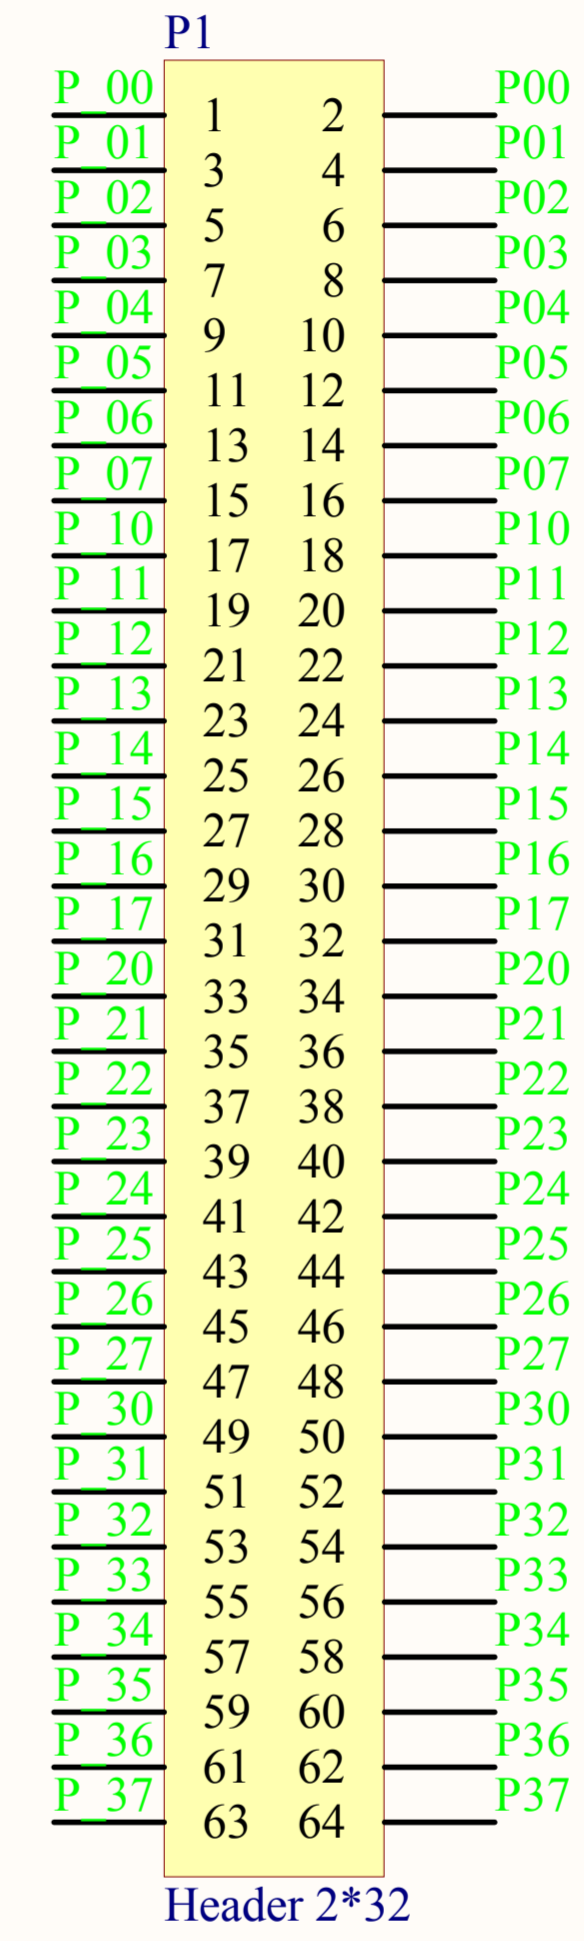 P1
P_00 1 2 P00
P_01 3 4 P01
P_02 5 6 P02
P_03 7 8 P03
P_04 9 10 P04
P_05 11 12 P05
P_06 13 14 P06
P_07 15 16 P07
P_10 17 18 P10
P_11 19 20 P11
P_12 21 22 P12
P_13 23 24 P13
P_14 25 26 P14
P_15 27 28 P15
P_16 29 30 P16
P_17 31 32 P17
P_20 33 34 P20
P_21 35 36 P21
P_22 37 38 P22
P_23 39 40 P23
P_24 41 42 P24
P_25 43 44 P25
P_26 45 46 P26
P_27 47 48 P27
P_30 49 50 P30
P_31 51 52 P31
P_32 53 54 P32
P_33 55 56 P33
P_34 57 58 P34
P_35 59 60 P35
P_36 61 62 P36
P_37 63 64 P37
Header 2*32